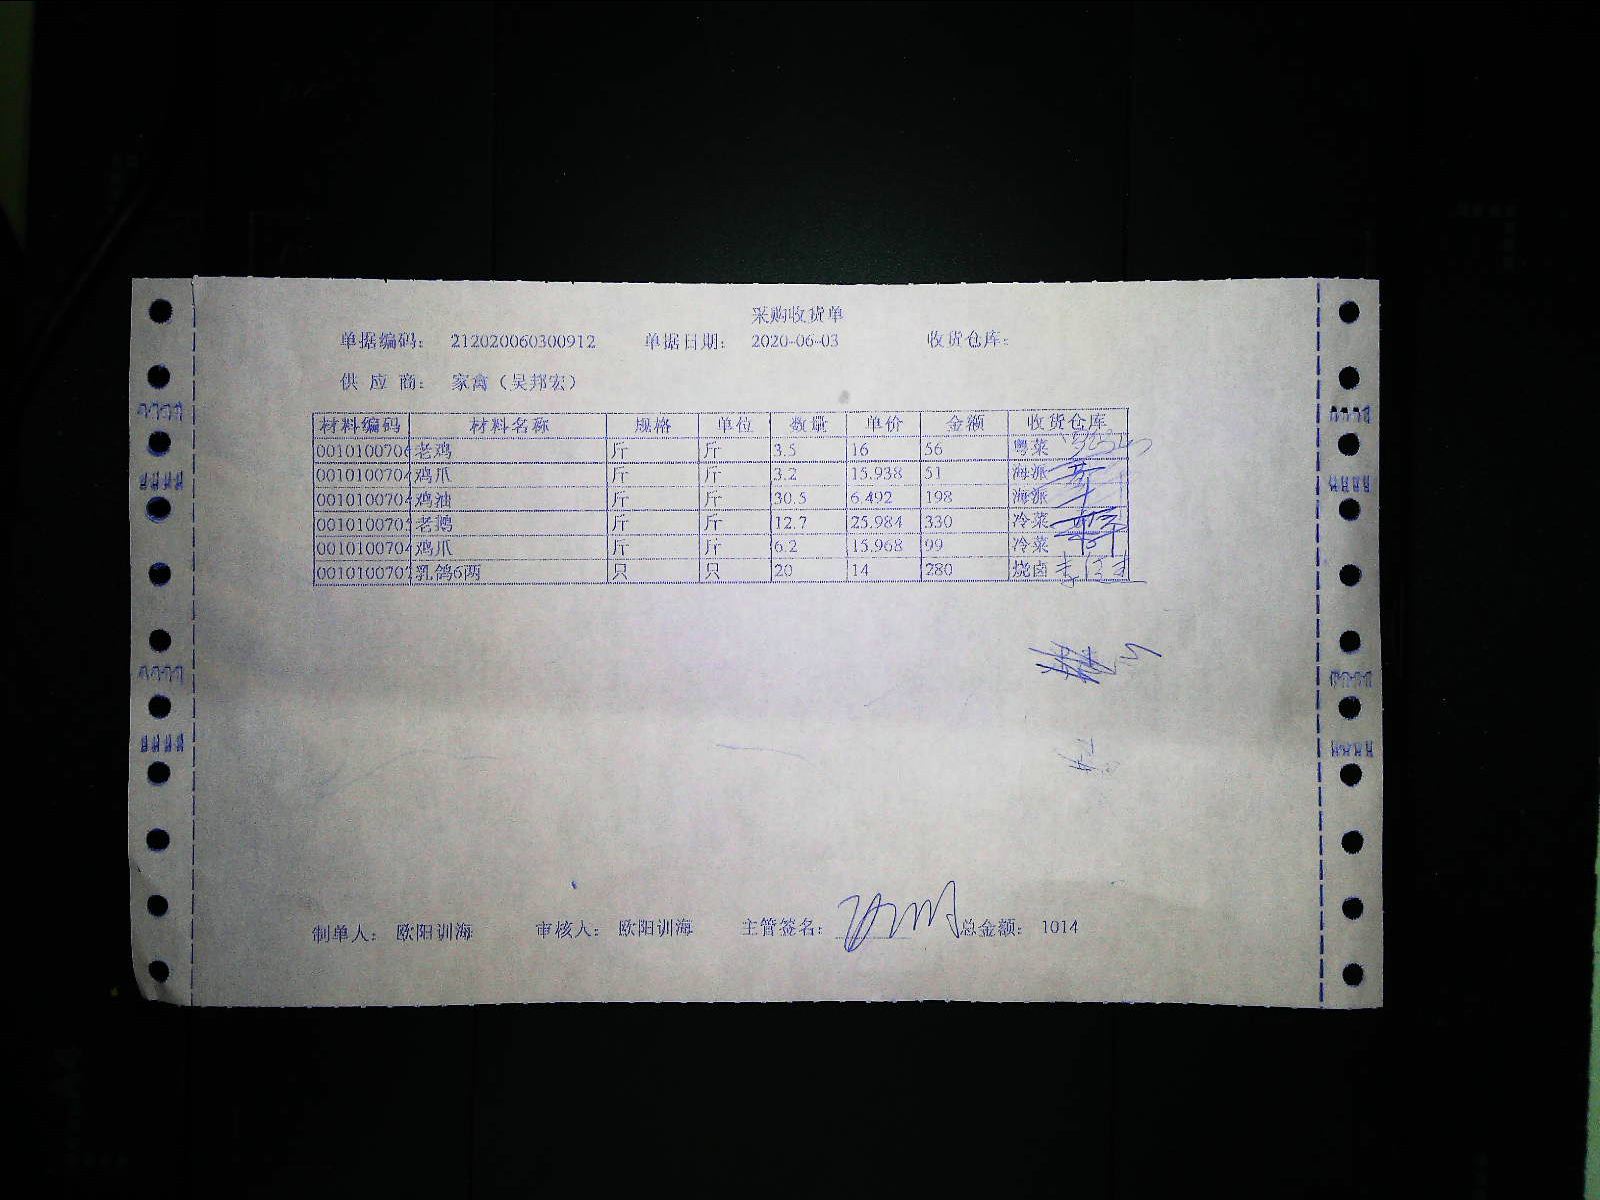 采购收货单
单据编码： 212020060300912 单据日期： 2020-06-03 收货仓库：
供 应 商： 家禽（吴邦宏）
材料编码 材料名称 规格 单位 数量 单价 金额 收货仓库
0010100706 老鸡 斤 斤 3.5 16 56 粤菜
001010070 鸡爪 斤 斤 3.2 15.938 51 海派
001010070 鸡油 斤 斤 30.5 6.492 198 海派
001010070 老鹅 斤 斤 12.7 25.984 330 冷菜
001010070 鸡爪 斤 斤 6.2 15.968 99 冷菜
001010070 乳鸽6两 只 只 20 14 280 烧卤
制单人： 欧阳训海 审核人： 欧阳训海 主管签名： 总金额： 1014